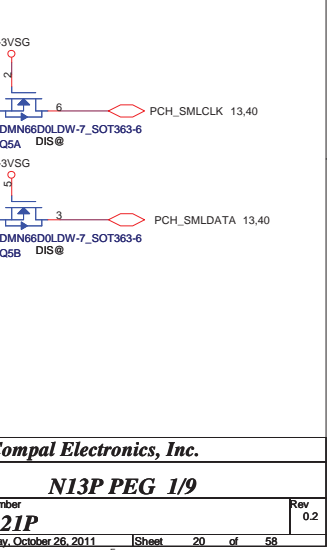 +3VSG
2
6
PCH_SMLCLK 13,40
DMN66D0LDW-7_SOT363-6
Q5A DIS@
+3VSG
5
3
PCH_SMLDATA 13,40
DMN66D0LDW-7_SOT363-6
Q5B DIS@
Compal Electronics, Inc.
N13P PEG 1/9
mber
Rev
21P
0.2
ay, October 26, 2011 Sheet 20 of 58